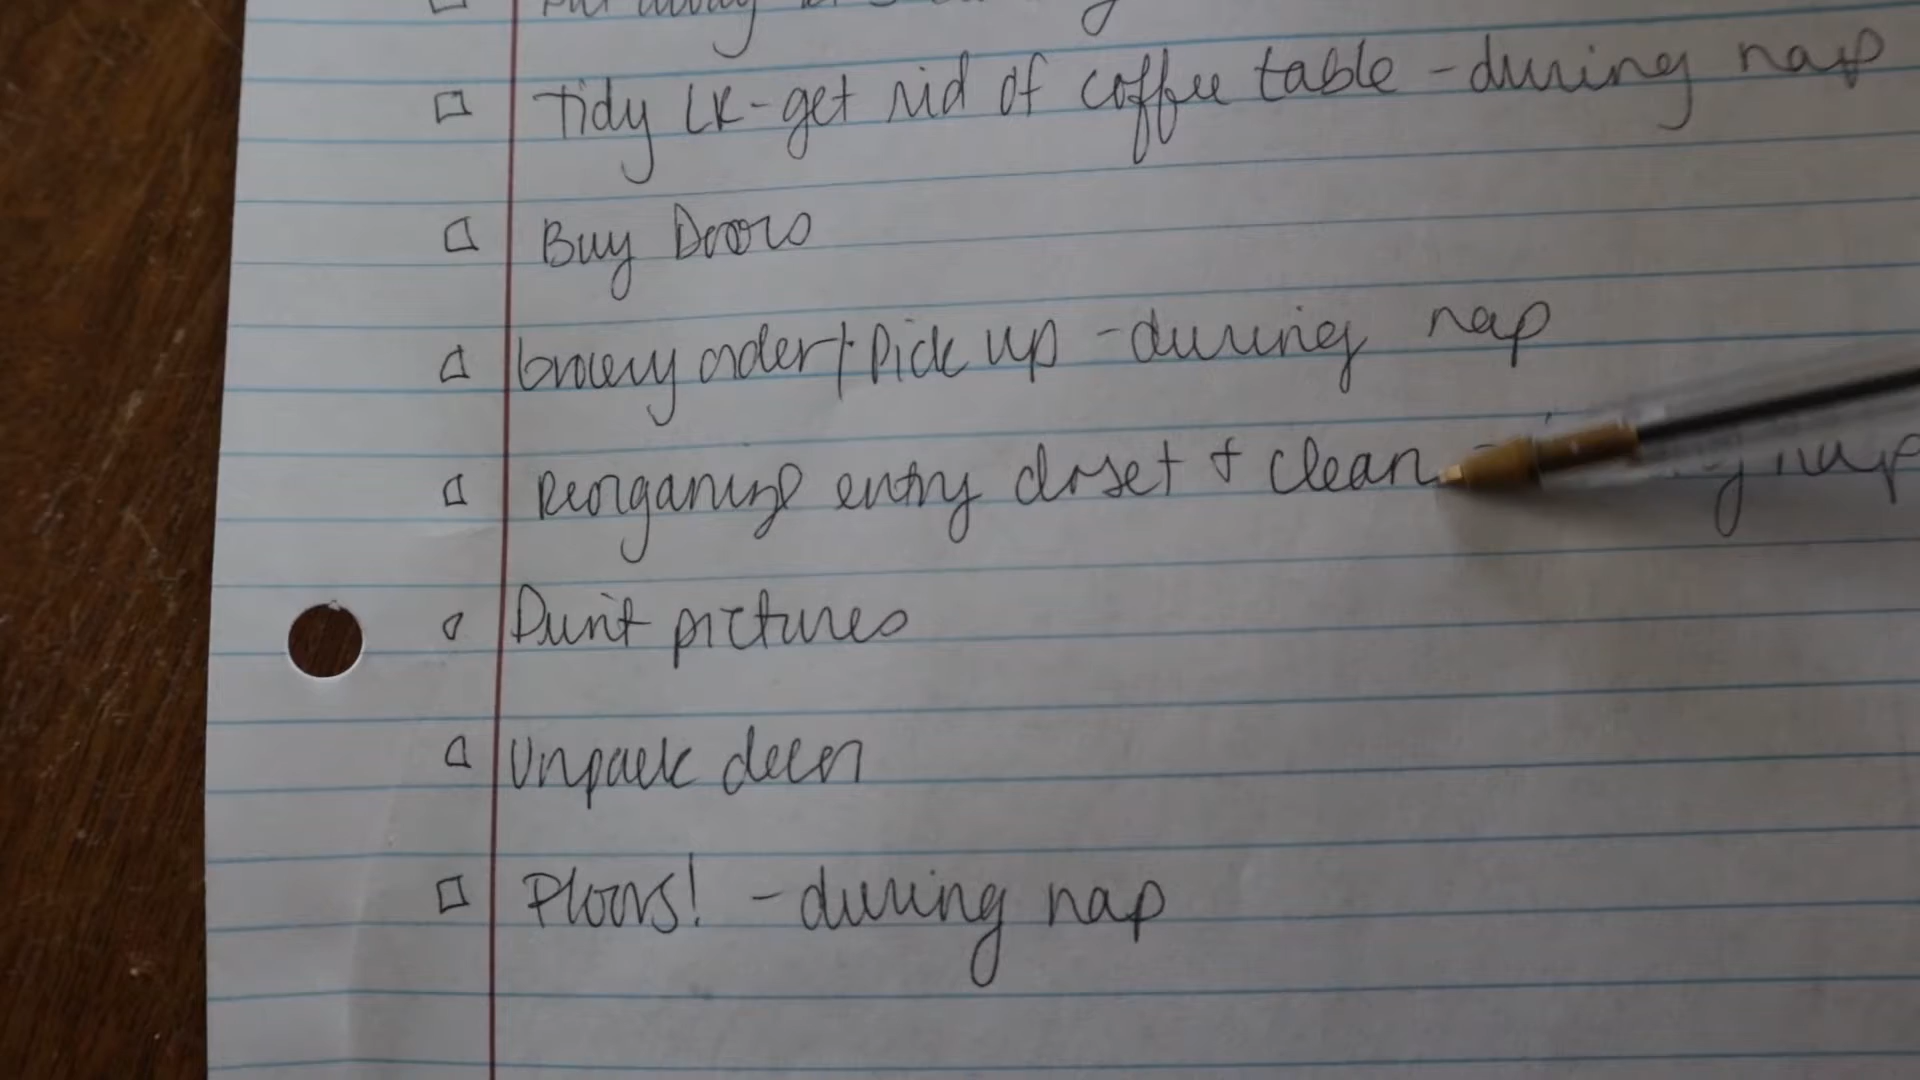 Tidy LR - get rid of coffee table - during nap
Buy Doors
Grocery order + Pick up - during nap
Reorganize entry closet + clean nap
Print pictures
Unpack decor
Floors! - during nap